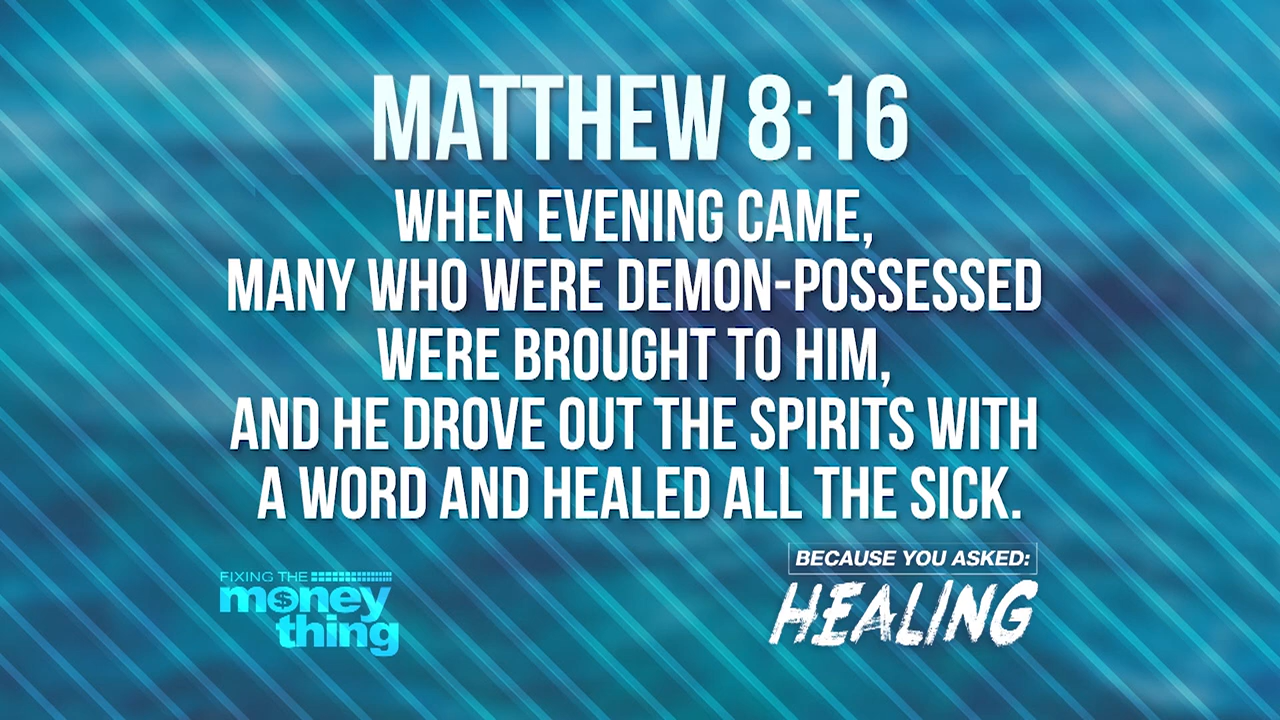 MATTHEW 8:16
WHEN EVENING CAME,
MANY WHO WERE DEMON-POSSESSED
WERE BROUGHT TO HIM,
AND HE DROVE OUT THE SPIRITS WITH
A WORD AND HEALED ALL THE SICK.
FIXING THE
money
thing
BECAUSE YOU ASKED:
HEALING